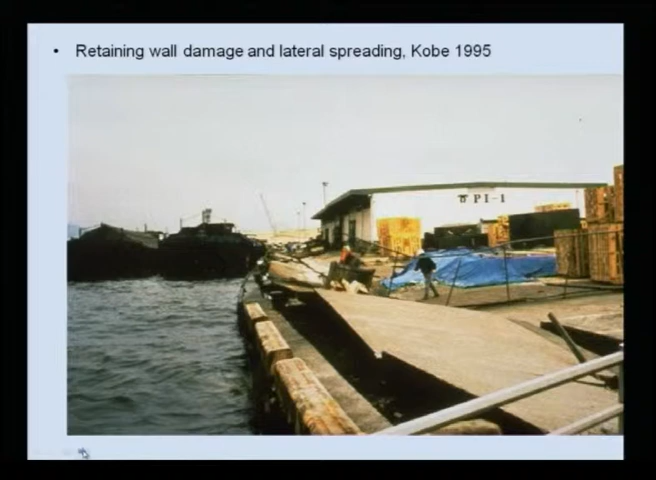 • Retaining wall damage and lateral spreading, Kobe 1995
PI-1